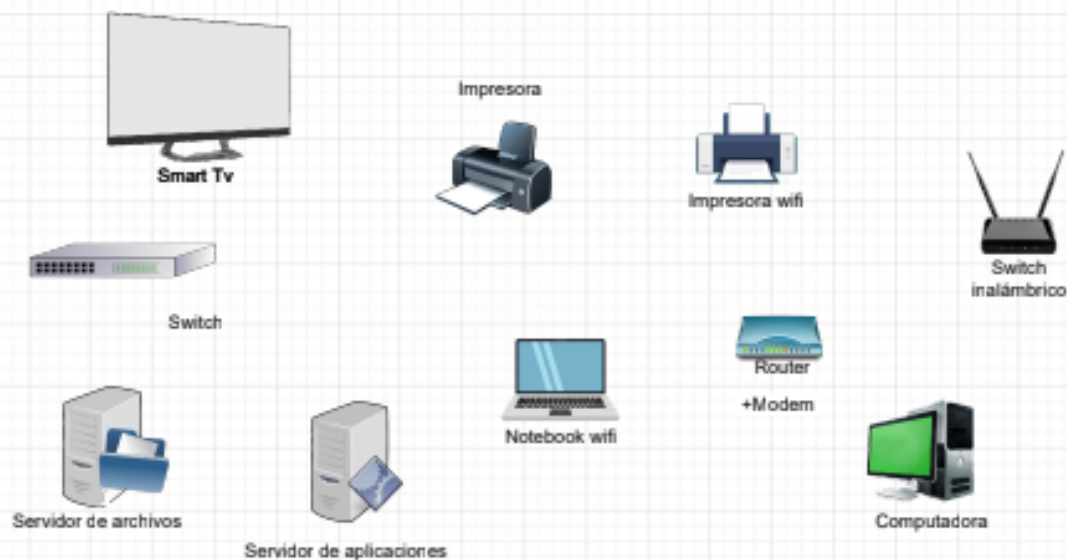 Impresora
Smart Tv
Impresora wifi
Switch
inalámbrico
Switch
Router
+Modem
Notebook wifi
Servidor de archivos
Computadora
Servidor de aplicaciones